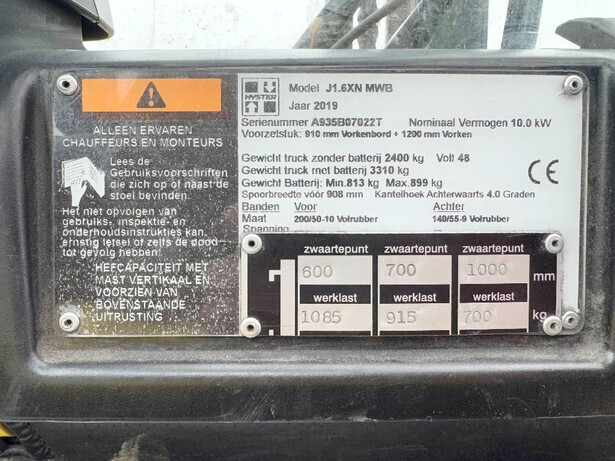 ALLEEN ERVAREN
CHAUFFEURS EN MONTEURS
Lees de
Gebruiksvoorschriften
die zich op of naast de
stoel bevinden.
Het niet opvolgen van
gebruiks-, inspektie- en
onderhoudsinstrukties kan
ernstig letsel of zelfs de dood
tot gevolg hebben!
HEFCAPACITEIT MET
MAST VERTIKAAL EN
VOORZIEN VAN
BOVENSTAANDE
UITRUSTING
HYSTER
Model J1.6XN MWB
Jaar 2019
Serienummer A935B07022T Nominaal Vermogen 10.0 kW
Voorzetstuk: 910 mm Vorkenbord + 1200 mm Vorken
Gewicht truck zonder batterij 2400 kg Volt 48
Gewicht truck met batterij 3310 kg
Gewicht Batterij: Min.813 kg Max.899 kg
Spoorbreedte vóór 908 mm Kantelhoek Achterwaarts 4.0 Graden
CE
Banden Voor Achter
Maat 200/50-10 Volrubber 140/55-9 Volrubber
Spanning
zwaartepunt zwaartepunt zwaartepunt
600 700 1000 mm
werklast werklast werklast
1085 915 700 kg